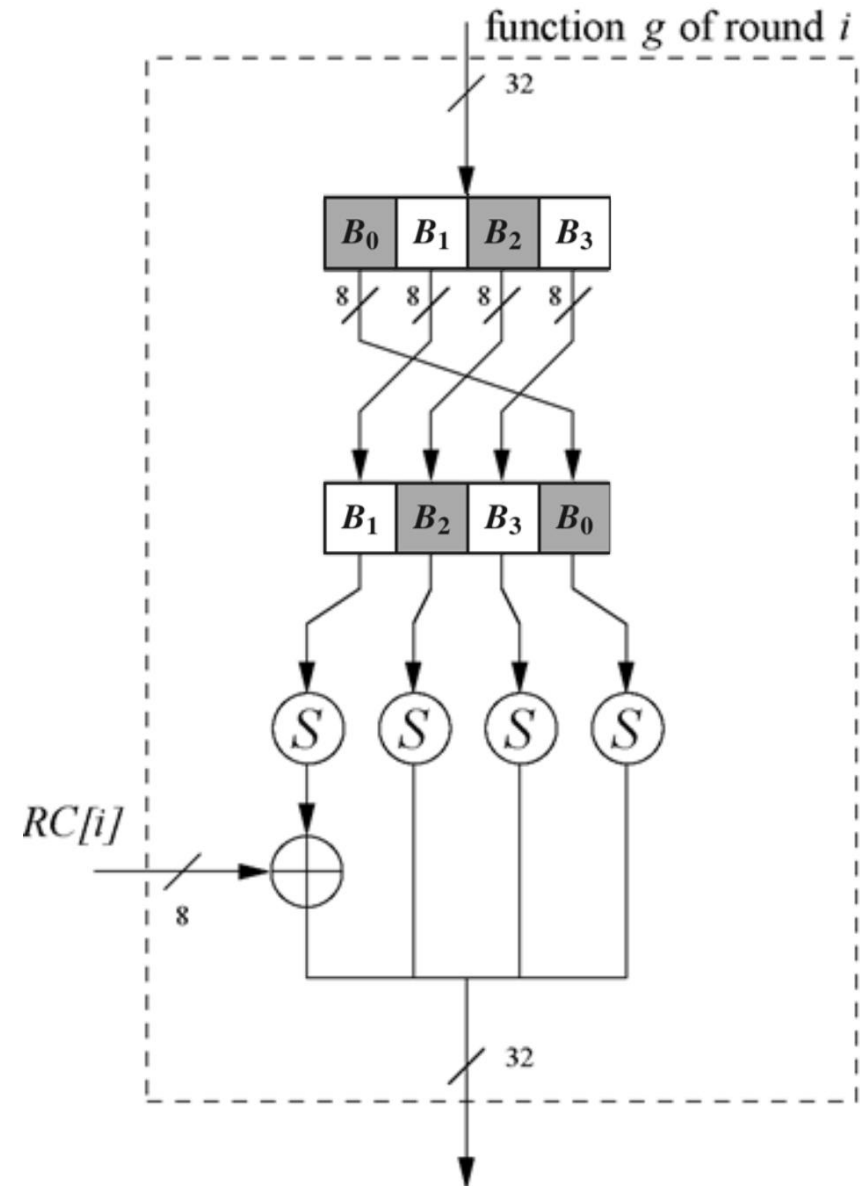 function g of round i
32
B₀ B₁ B₂ B₃
8 8 8 8
B₁ B₂ B₃ B₀
S S S S
RC[i]
8
32